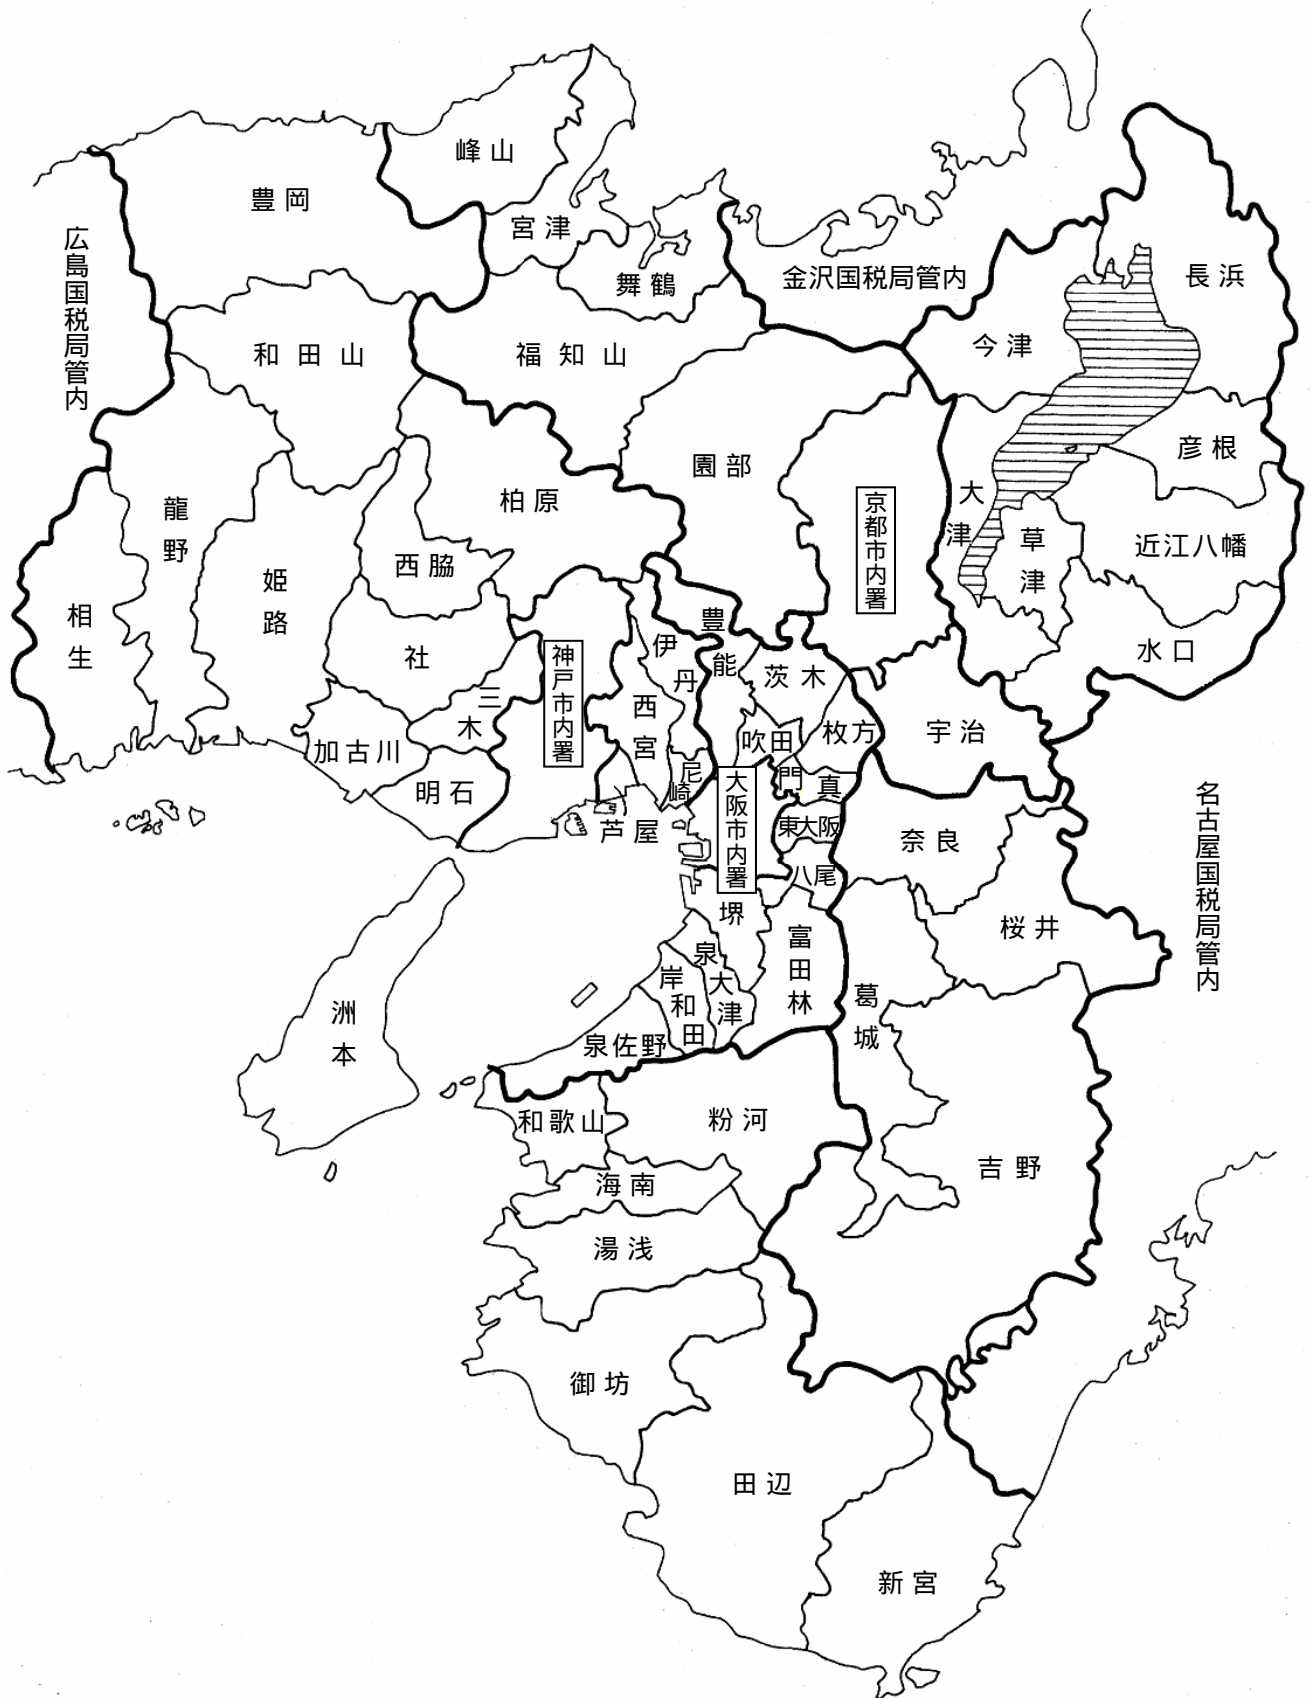 峰山
豊岡
宮津
舞鶴
広島国税局管内
金沢国税局管内
長浜
和田山
福知山
今津
園部
彦根
柏原
龍野
京都市内署
大津
草津
近江八幡
西脇
姫路
相生
社
豊能
伊丹
水口
神戸市内署
茨木
三木
西宮
枚方
宇治
吹田
加古川
明石
尼崎
門真
大阪市内署
芦屋
東大阪
奈良
名古屋国税局管内
八尾
堺
桜井
富田林
泉大津
岸和田
葛城
洲本
泉佐野
和歌山
粉河
吉野
海南
湯浅
御坊
田辺
新宮